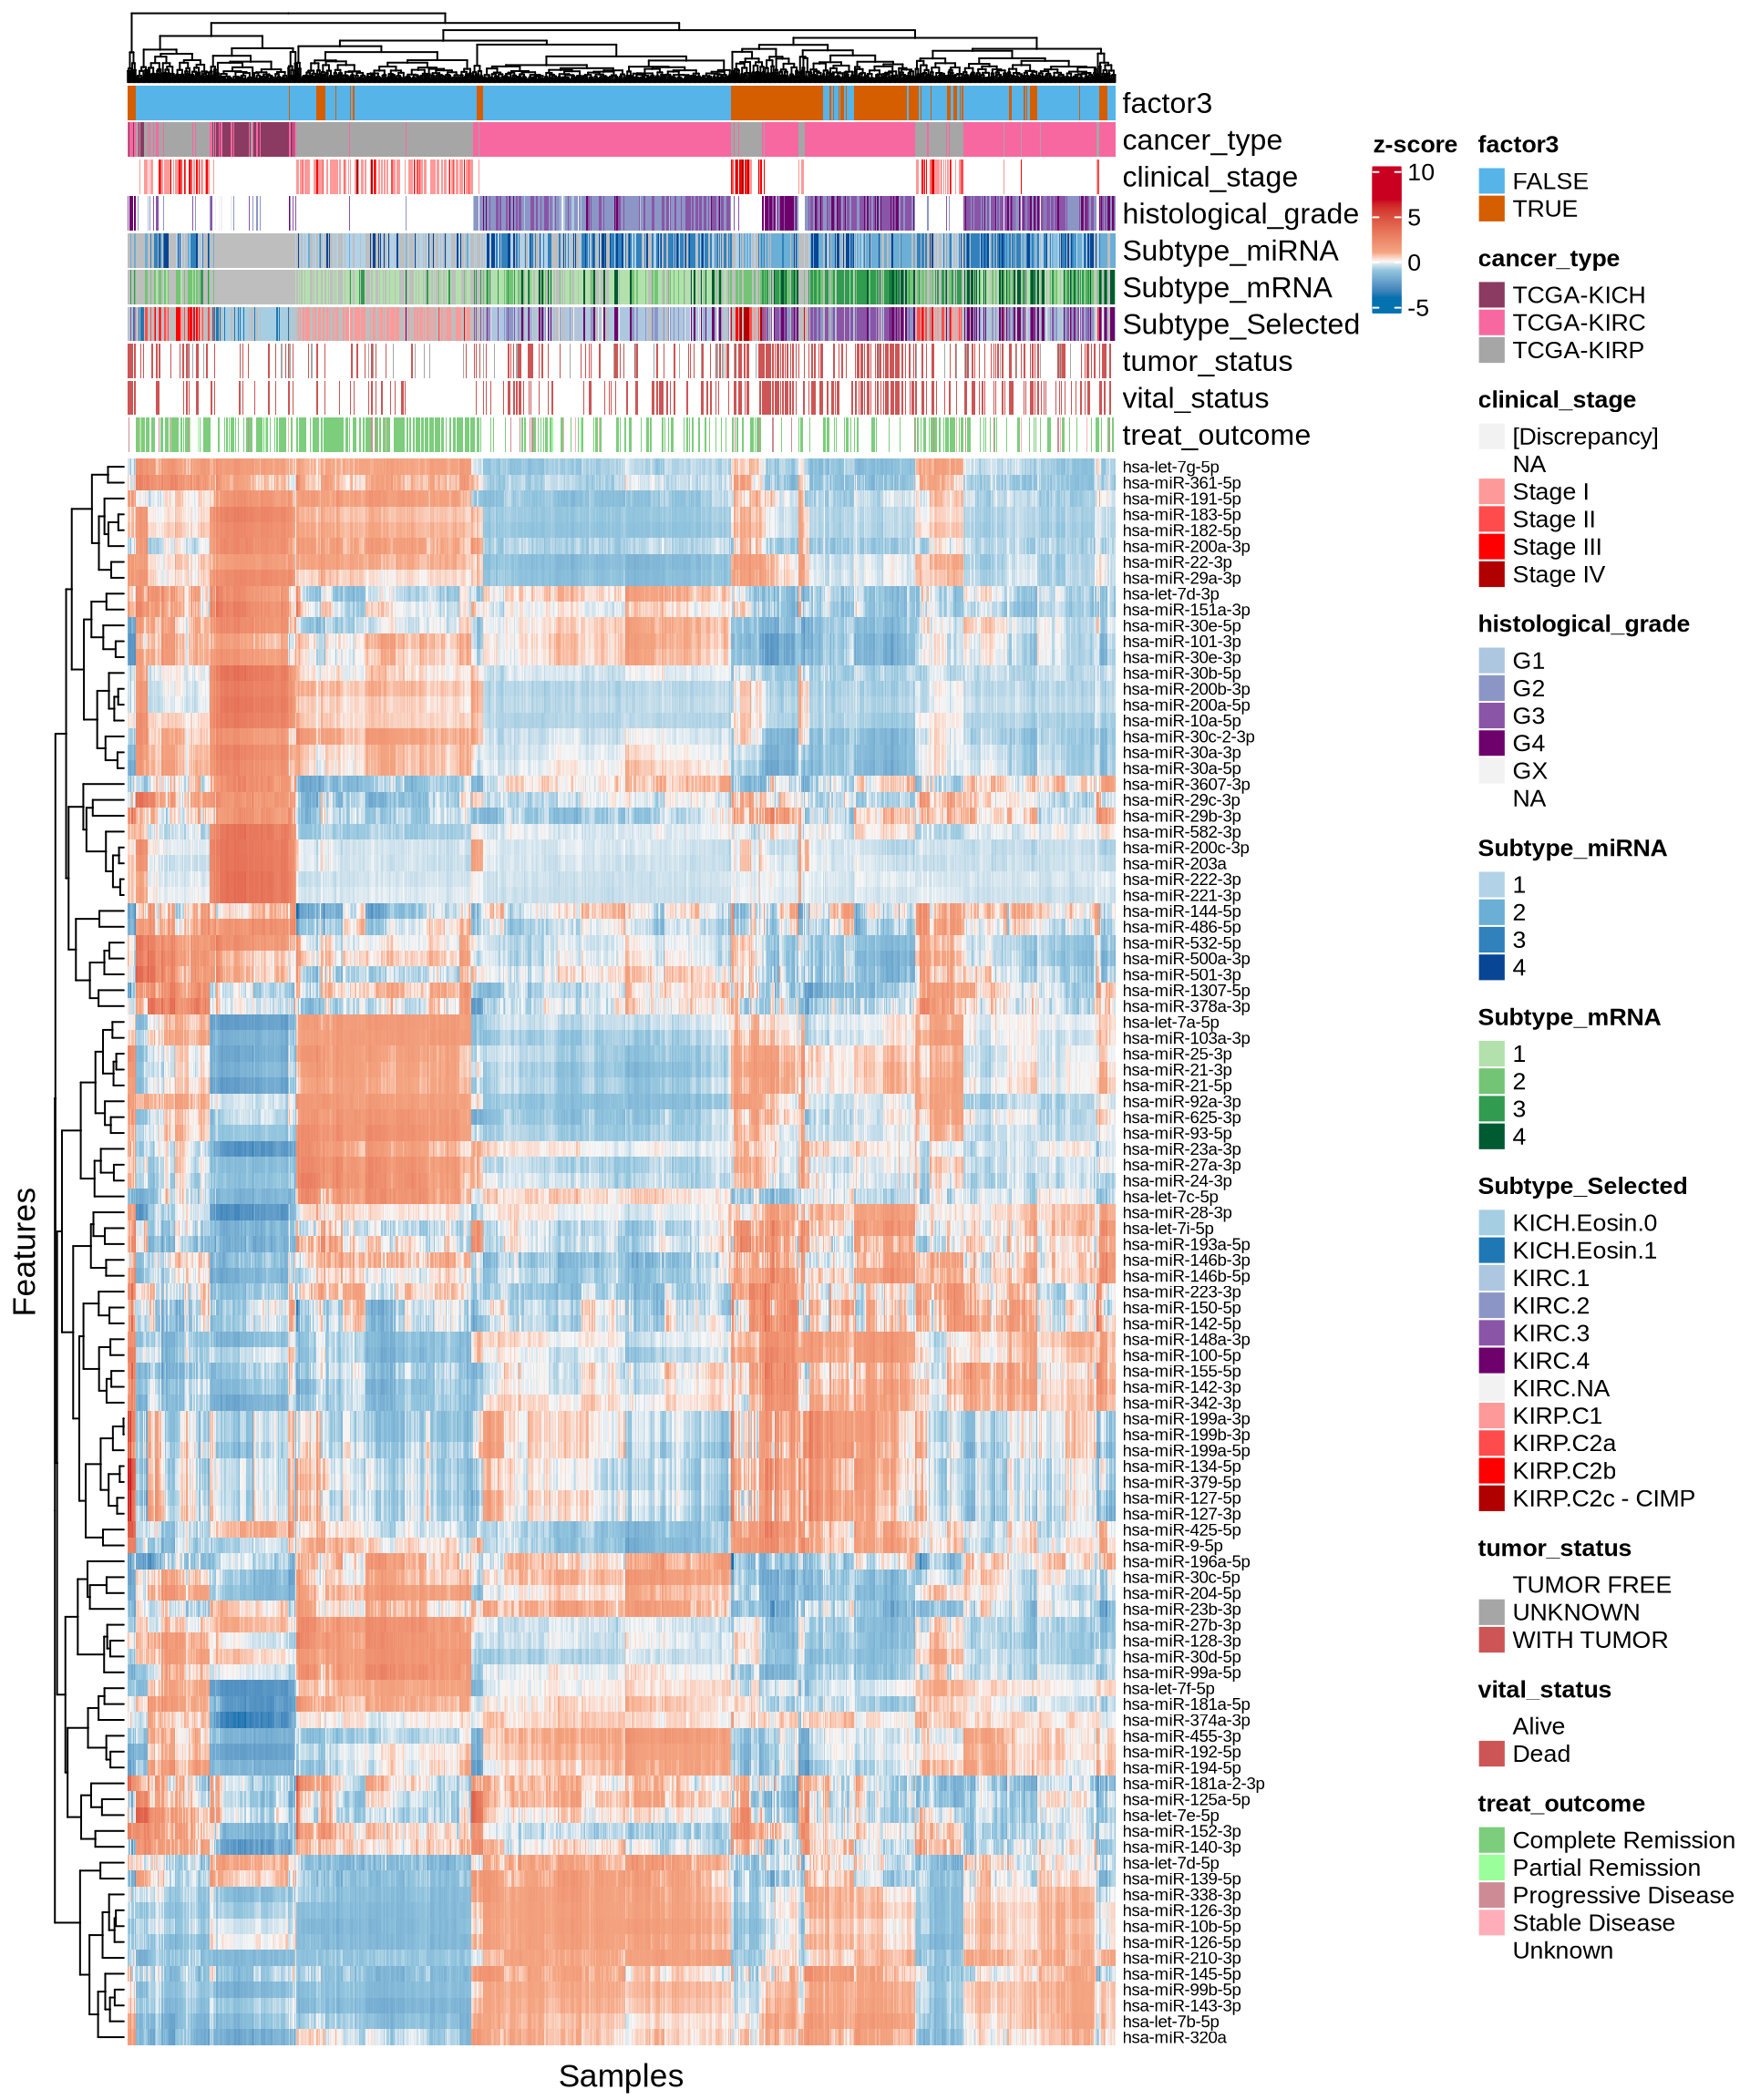 factor3
cancer_type
clinical_stage
histological_grade
Subtype_miRNA
Subtype_mRNA
Subtype_Selected
tumor_status
vital_status
treat_outcome
hsa-let-7g-5p
hsa-miR-361-5p
hsa-miR-191-5p
hsa-miR-183-5p
hsa-miR-182-5p
hsa-miR-200a-3p
hsa-miR-22-3p
hsa-miR-29a-3p
hsa-let-7d-3p
hsa-miR-151a-3p
hsa-miR-30e-5p
hsa-miR-101-3p
hsa-miR-30e-3p
hsa-miR-30b-5p
hsa-miR-200b-3p
hsa-miR-200a-5p
hsa-miR-10a-5p
hsa-miR-30c-2-3p
hsa-miR-30a-3p
hsa-miR-30a-5p
hsa-miR-3607-3p
hsa-miR-29c-3p
hsa-miR-29b-3p
hsa-miR-582-3p
hsa-miR-200c-3p
hsa-miR-203a
hsa-miR-222-3p
hsa-miR-221-3p
hsa-miR-144-5p
hsa-miR-486-5p
hsa-miR-532-5p
hsa-miR-500a-3p
hsa-miR-501-3p
hsa-miR-1307-5p
hsa-miR-378a-3p
hsa-let-7a-5p
hsa-miR-103a-3p
hsa-miR-25-3p
hsa-miR-21-3p
hsa-miR-21-5p
hsa-miR-92a-3p
hsa-miR-625-3p
hsa-miR-93-5p
hsa-miR-23a-3p
hsa-miR-27a-3p
hsa-miR-24-3p
hsa-let-7c-5p
hsa-miR-28-3p
hsa-let-7i-5p
hsa-miR-193a-5p
hsa-miR-146b-3p
hsa-miR-146b-5p
hsa-miR-223-3p
hsa-miR-150-5p
hsa-miR-142-5p
hsa-miR-148a-3p
hsa-miR-100-5p
hsa-miR-155-5p
hsa-miR-142-3p
hsa-miR-342-3p
hsa-miR-199a-3p
hsa-miR-199b-3p
hsa-miR-199a-5p
hsa-miR-134-5p
hsa-miR-379-5p
hsa-miR-127-5p
hsa-miR-127-3p
hsa-miR-425-5p
hsa-miR-9-5p
hsa-miR-196a-5p
hsa-miR-30c-5p
hsa-miR-204-5p
hsa-miR-23b-3p
hsa-miR-27b-3p
hsa-miR-128-3p
hsa-miR-30d-5p
hsa-miR-99a-5p
hsa-let-7f-5p
hsa-miR-181a-5p
hsa-miR-374a-3p
hsa-miR-455-3p
hsa-miR-192-5p
hsa-miR-194-5p
hsa-miR-181a-2-3p
hsa-miR-125a-5p
hsa-let-7e-5p
hsa-miR-152-3p
hsa-miR-140-3p
hsa-let-7d-5p
hsa-miR-139-5p
hsa-miR-338-3p
hsa-miR-126-3p
hsa-miR-10b-5p
hsa-miR-126-5p
hsa-miR-210-3p
hsa-miR-145-5p
hsa-miR-99b-5p
hsa-miR-143-3p
hsa-let-7b-5p
hsa-miR-320a
Features
Samples
z-score
10
5
0
-5
factor3
FALSE
TRUE
cancer_type
TCGA-KICH
TCGA-KIRC
TCGA-KIRP
clinical_stage
[Discrepancy]
NA
Stage I
Stage II
Stage III
Stage IV
histological_grade
G1
G2
G3
G4
GX
NA
Subtype_miRNA
1
2
3
4
Subtype_mRNA
1
2
3
4
Subtype_Selected
KICH.Eosin.0
KICH.Eosin.1
KIRC.1
KIRC.2
KIRC.3
KIRC.4
KIRC.NA
KIRP.C1
KIRP.C2a
KIRP.C2b
KIRP.C2c - CIMP
tumor_status
TUMOR FREE
UNKNOWN
WITH TUMOR
vital_status
Alive
Dead
treat_outcome
Complete Remission
Partial Remission
Progressive Disease
Stable Disease
Unknown